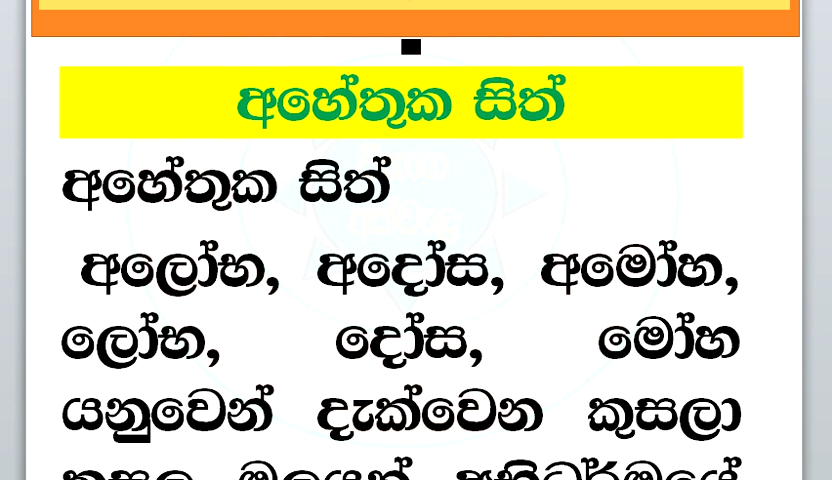 අහේතුක සිත්
අහේතුක සිත්
අලෝභ, අදෝස, අමෝහ,
ලෝභ, දෝස, මෝහ
යනුවෙන් දැක්වෙන කුසලා